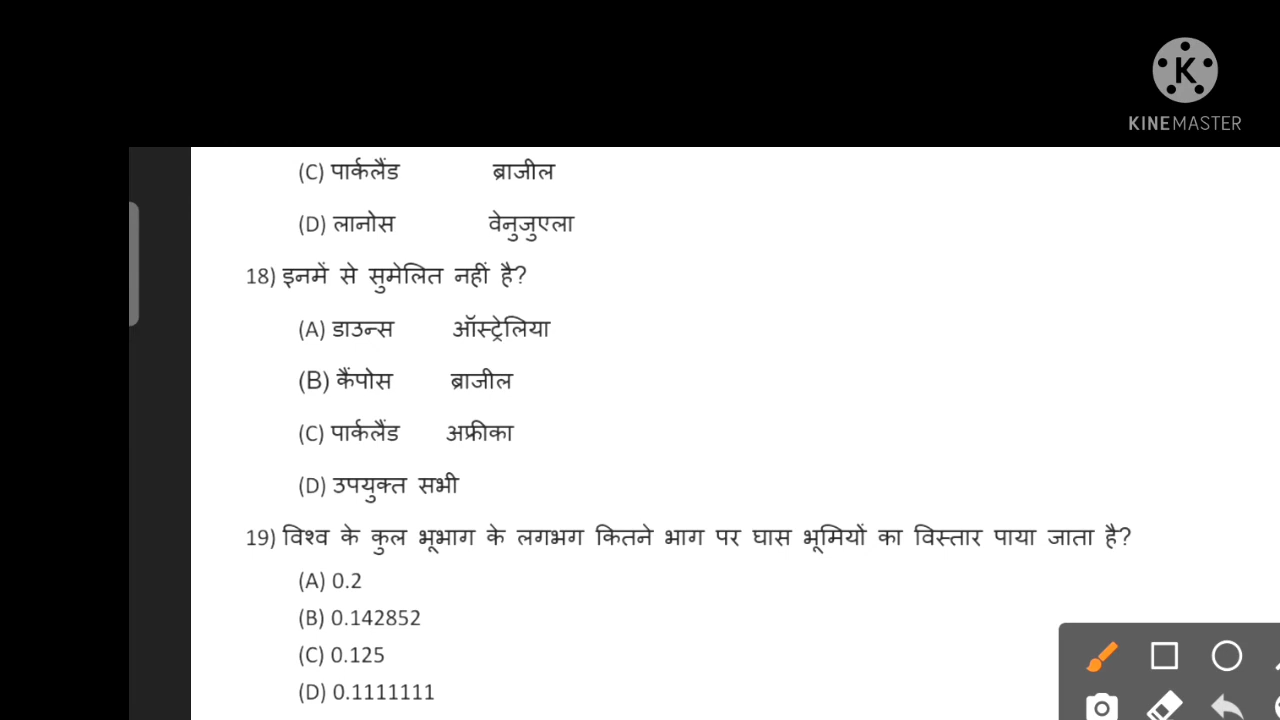 K
KINEMASTER
(C) पार्कलैंड ब्राजील
(D) लानोस वेनुजुएला
18) इनमें से सुमेलित नहीं है?
(A) डाउन्स ऑस्ट्रेलिया
(B) कैंपोस ब्राजील
(C) पार्कलैंड अफ्रीका
(D) उपयुक्त सभी
19) विश्व के कुल भूभाग के लगभग कितने भाग पर घास भूमियों का विस्तार पाया जाता है?
(A) 0.2
(B) 0.142852
(C) 0.125
(D) 0.1111111